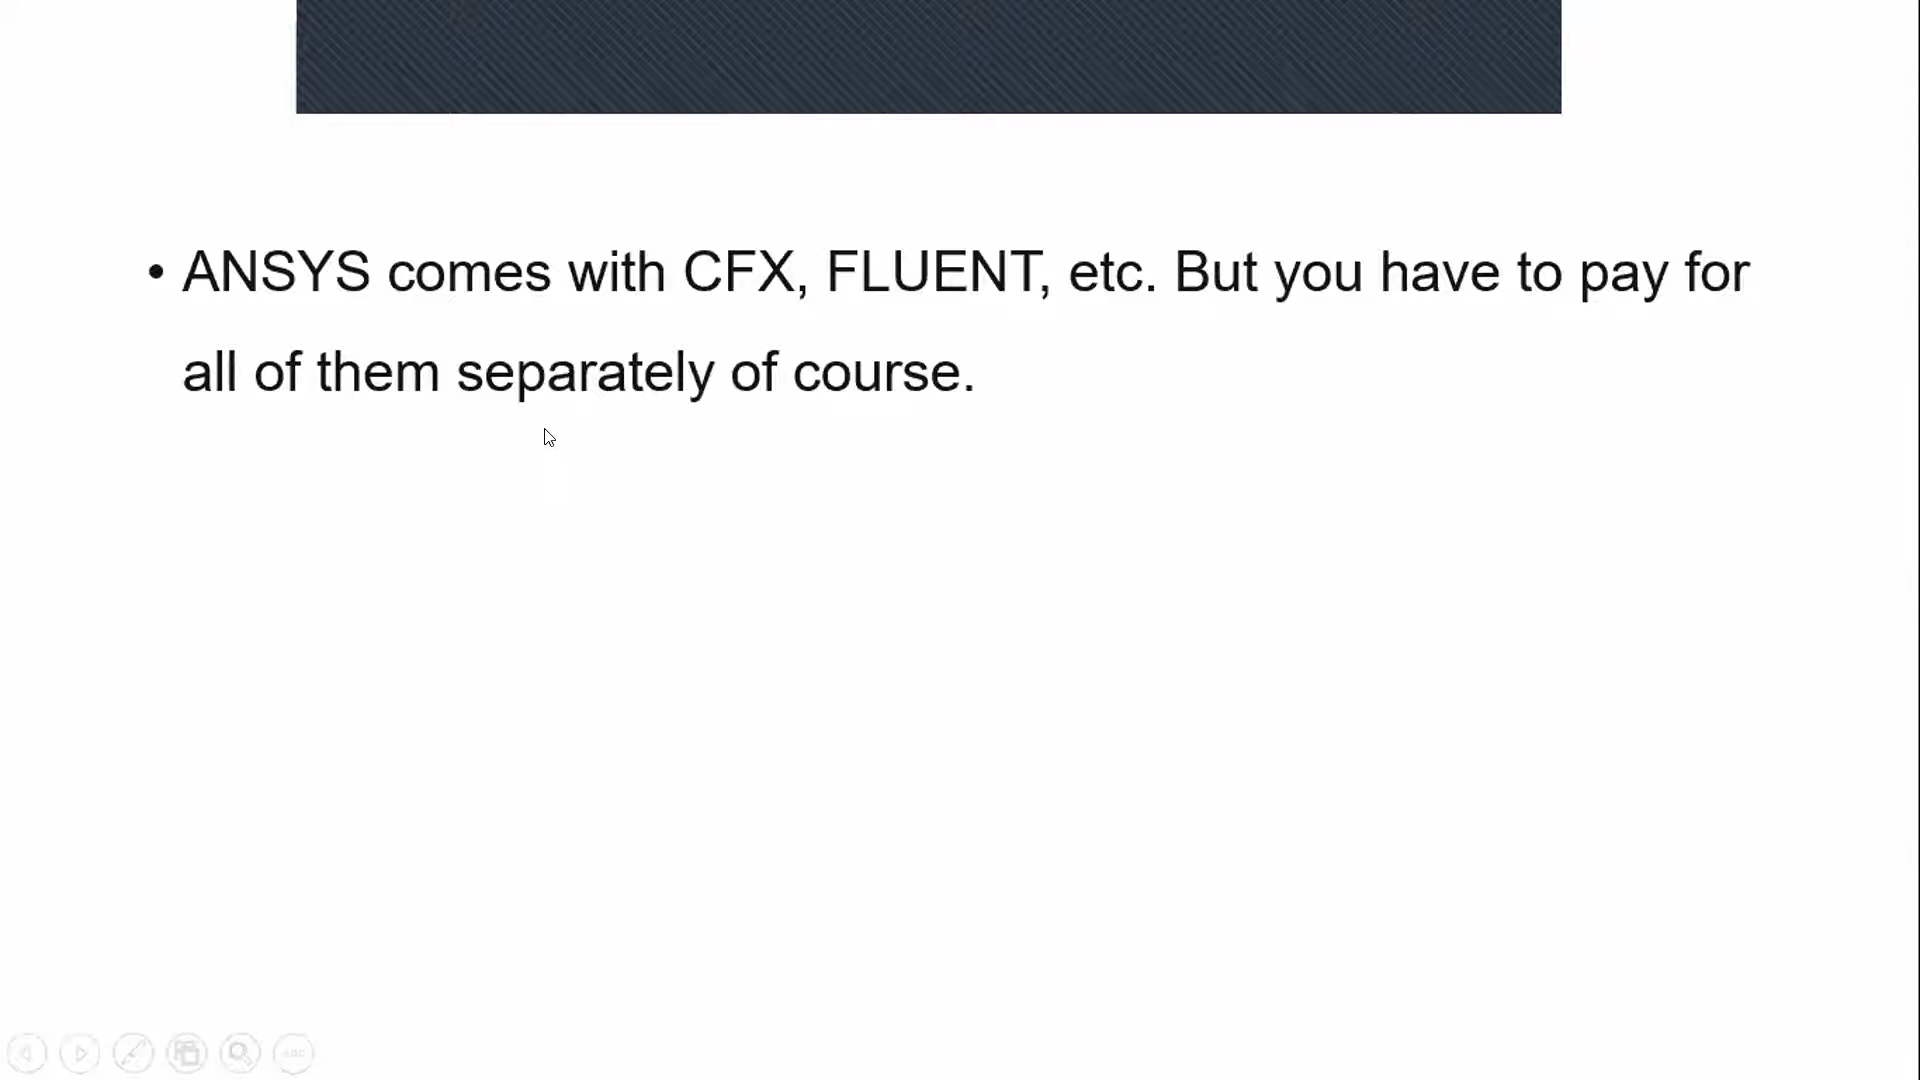 • ANSYS comes with CFX, FLUENT, etc. But you have to pay for
all of them separately of course.